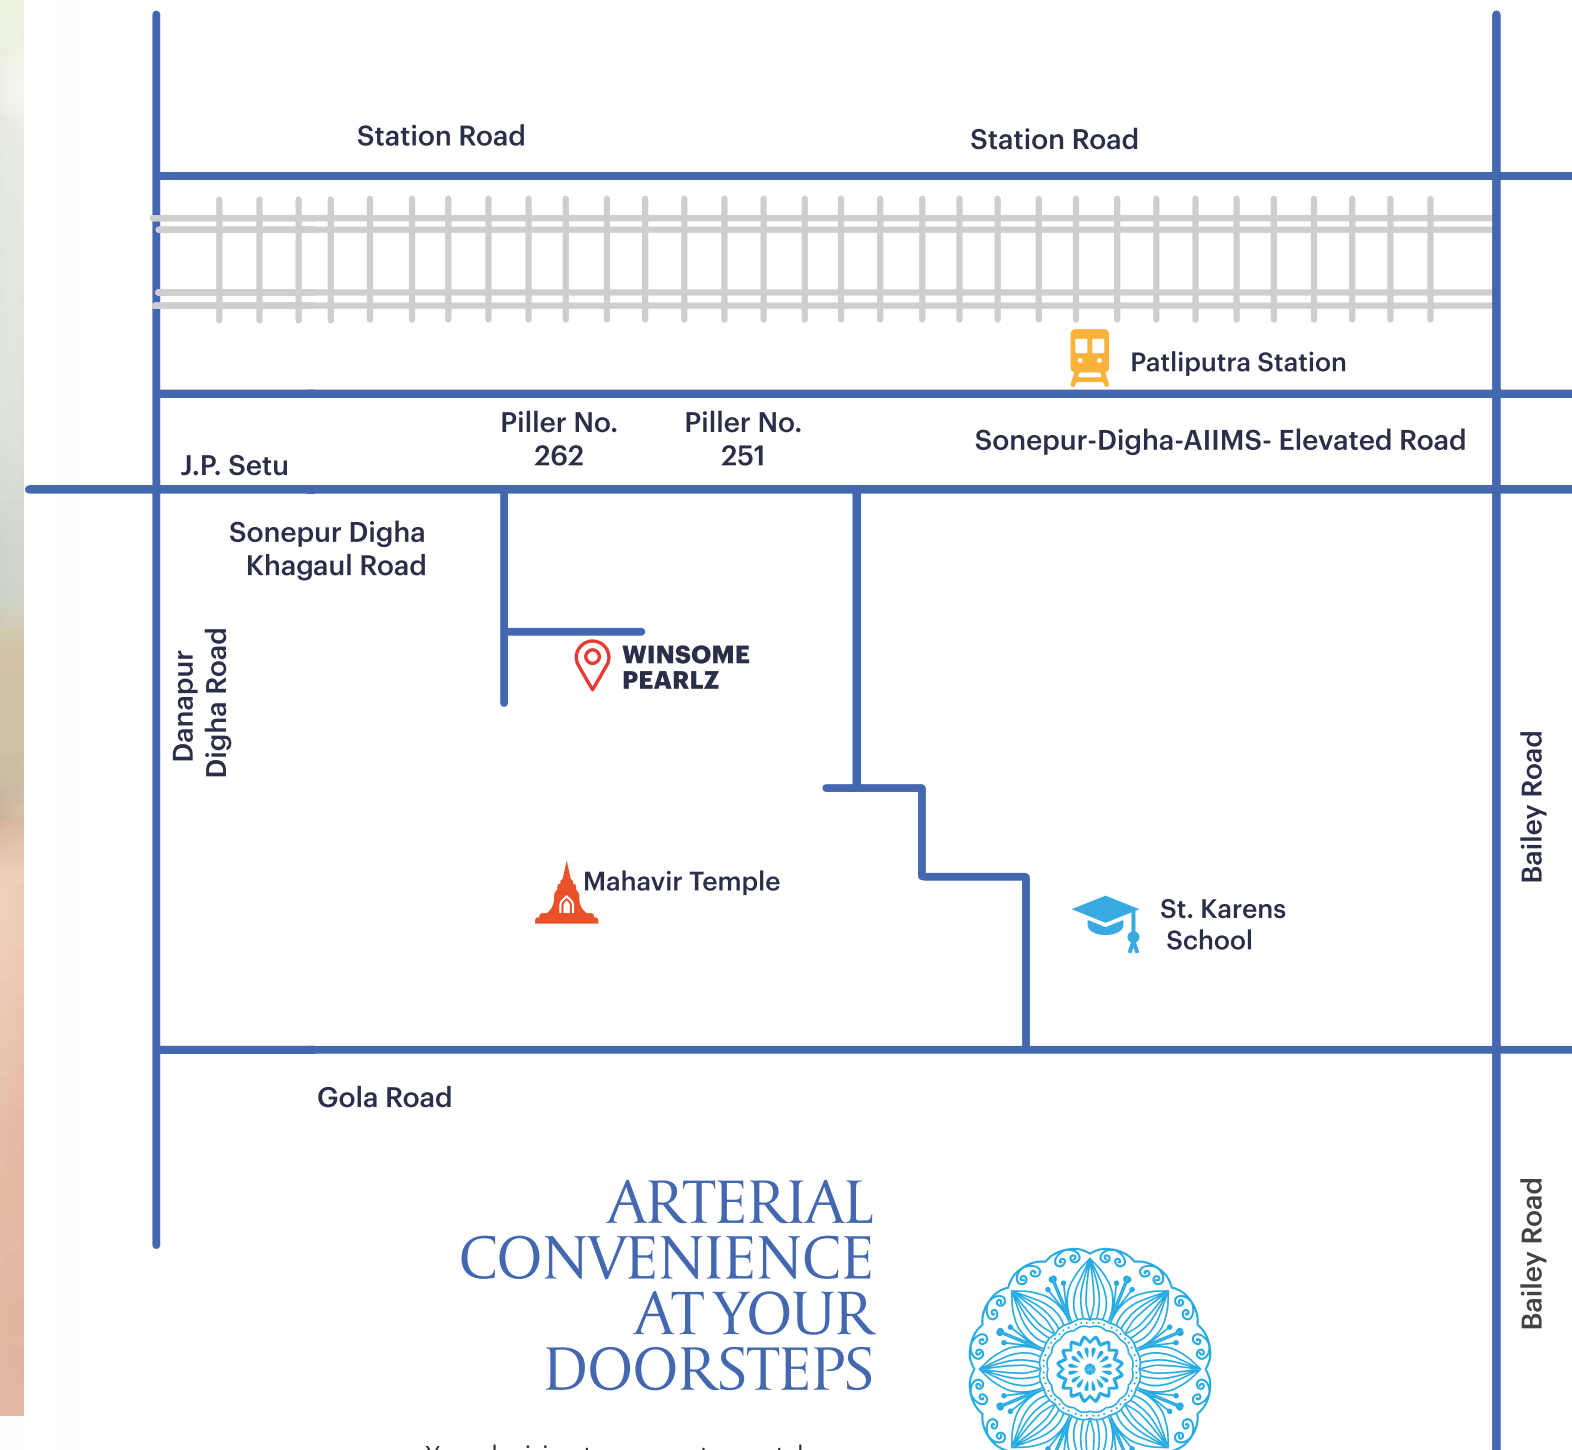 Station Road
Station Road
Patliputra Station
Piller No.
262
Piller No.
251
Sonepur-Digha-AIIMS- Elevated Road
J.P. Setu
Sonepur Digha
Khagaul Road
Danapur
Digha Road
WINSOME
PEARLZ
Bailey Road
Mahavir Temple
St. Karens
School
Gola Road
ARTERIAL
CONVENIENCE
AT YOUR
DOORSTEPS
Bailey Road